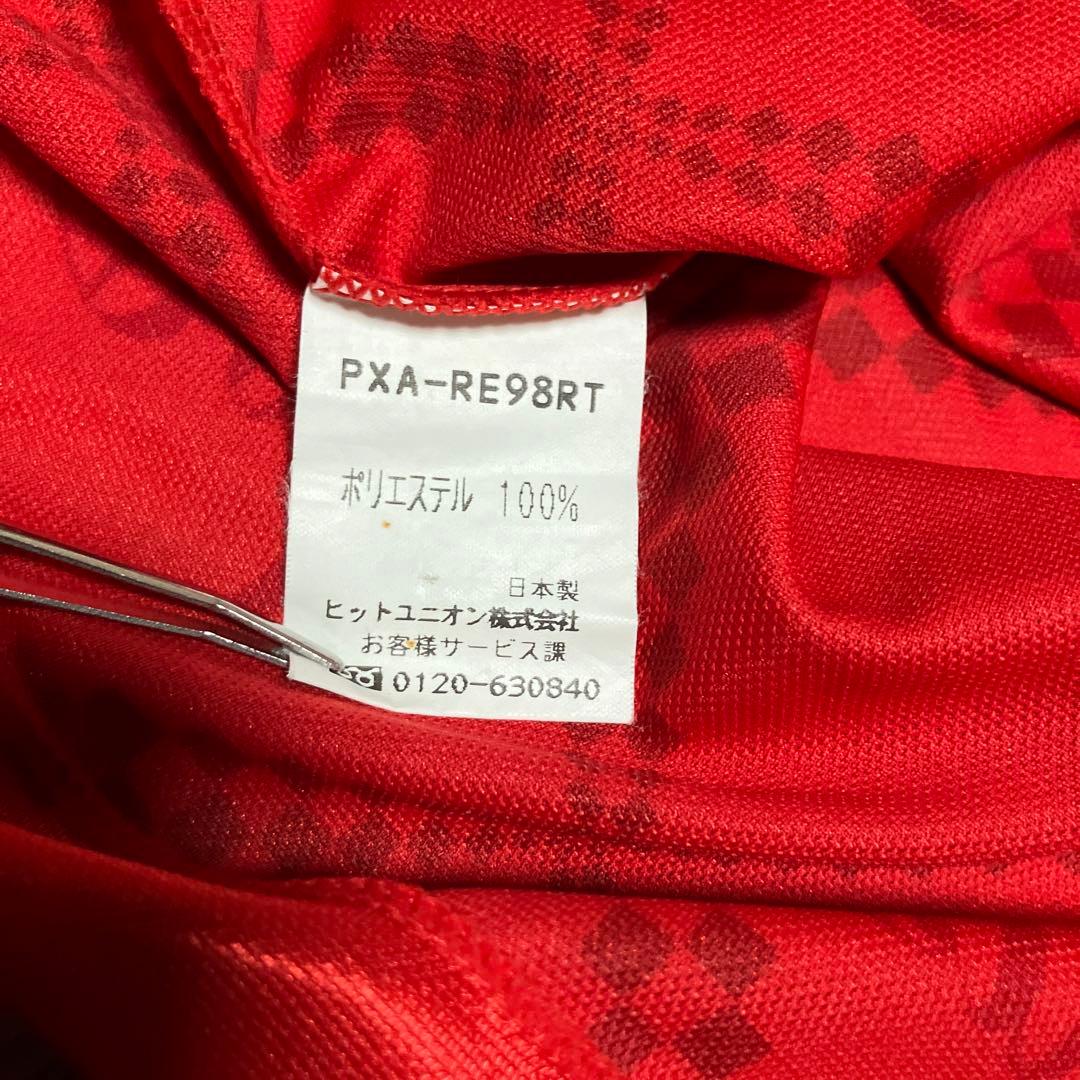 PXA-RE98RT
ポリエステル 100%
日本製
ヒットユニオン株式会社
お客様サービス課
0120-630840